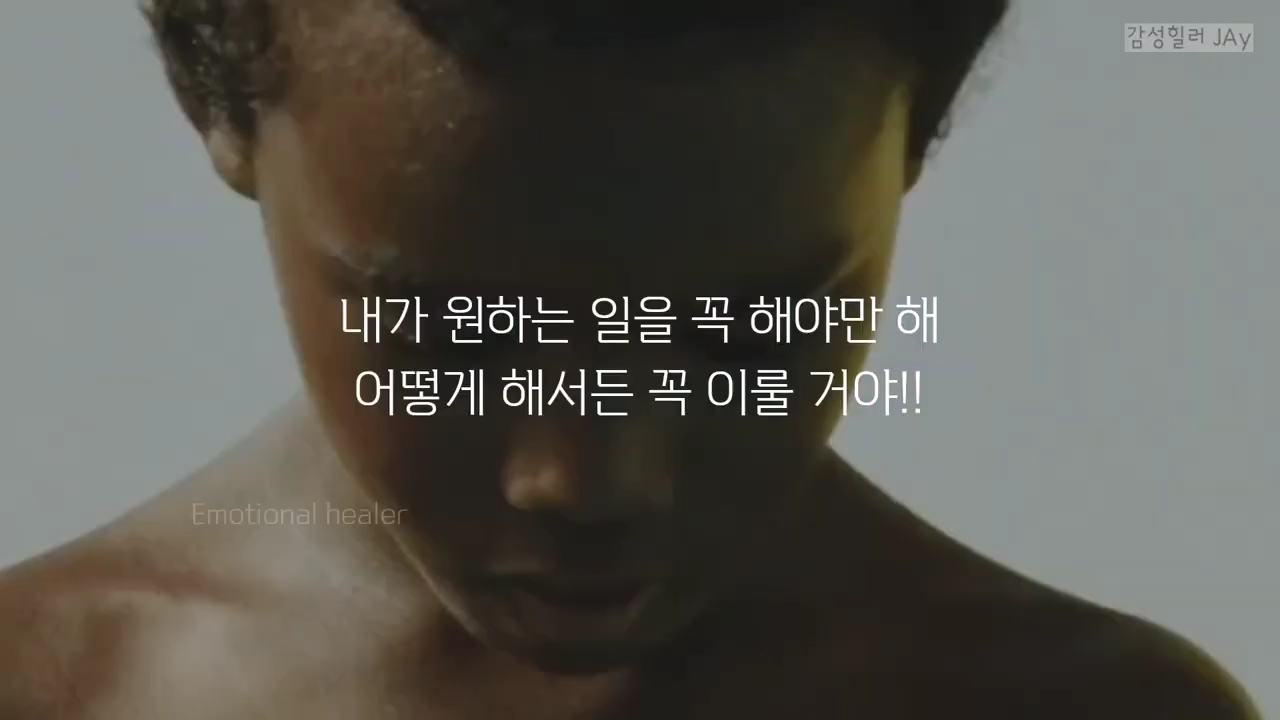 감성힐러 JAy
내가 원하는 일을 꼭 해야만 해
어떻게 해서든 꼭 이룰 거야!!
Emotional healer